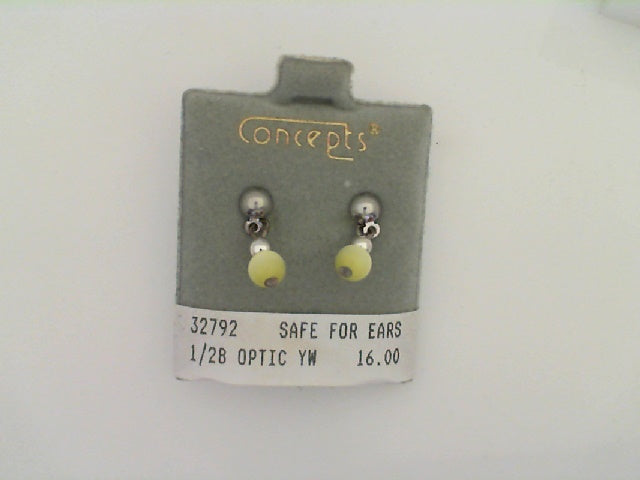 Concepts®
32792 SAFE FOR EARS
1/2B OPTIC YW 16.00